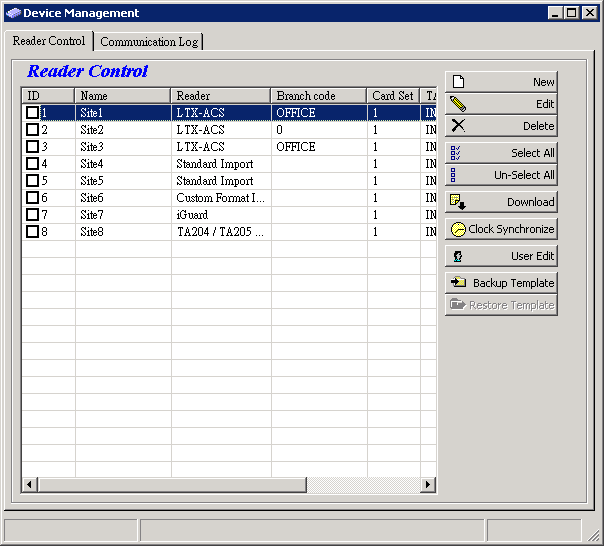 Device Management
Reader Control Communication Log
Reader Control
ID Name Reader Branch code Card Set TA
1 Site1 LTX-ACS OFFICE 1 IN
2 Site2 LTX-ACS 0 1 IN
3 Site3 LTX-ACS OFFICE 1 IN
4 Site4 Standard Import 1 IN
5 Site5 Standard Import 1 IN
6 Site6 Custom Format I... 1 IN
7 Site7 iGuard 1 IN
8 Site8 TA204 / TA205 ... 1 IN
New
Edit
Delete
Select All
Un-Select All
Download
Clock Synchronize
User Edit
Backup Template
Restore Template